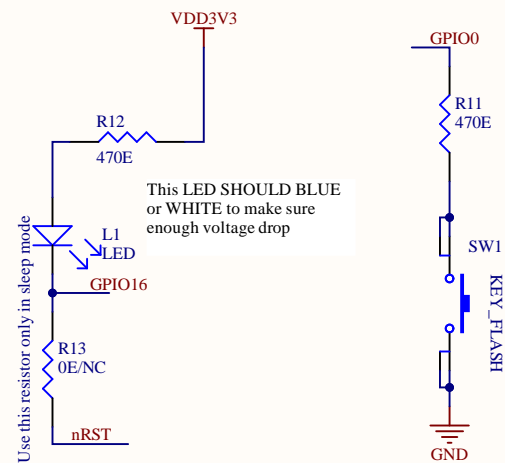 VDD3V3
GPIO0
R12
470E
R11
470E
This LED SHOULD BLUE
or WHITE to make sure
enough voltage drop
L1
LED
SW1
GPIO16
KEY_FLASH
Use this resistor only in sleep mode
R13
0E/NC
nRST
GND